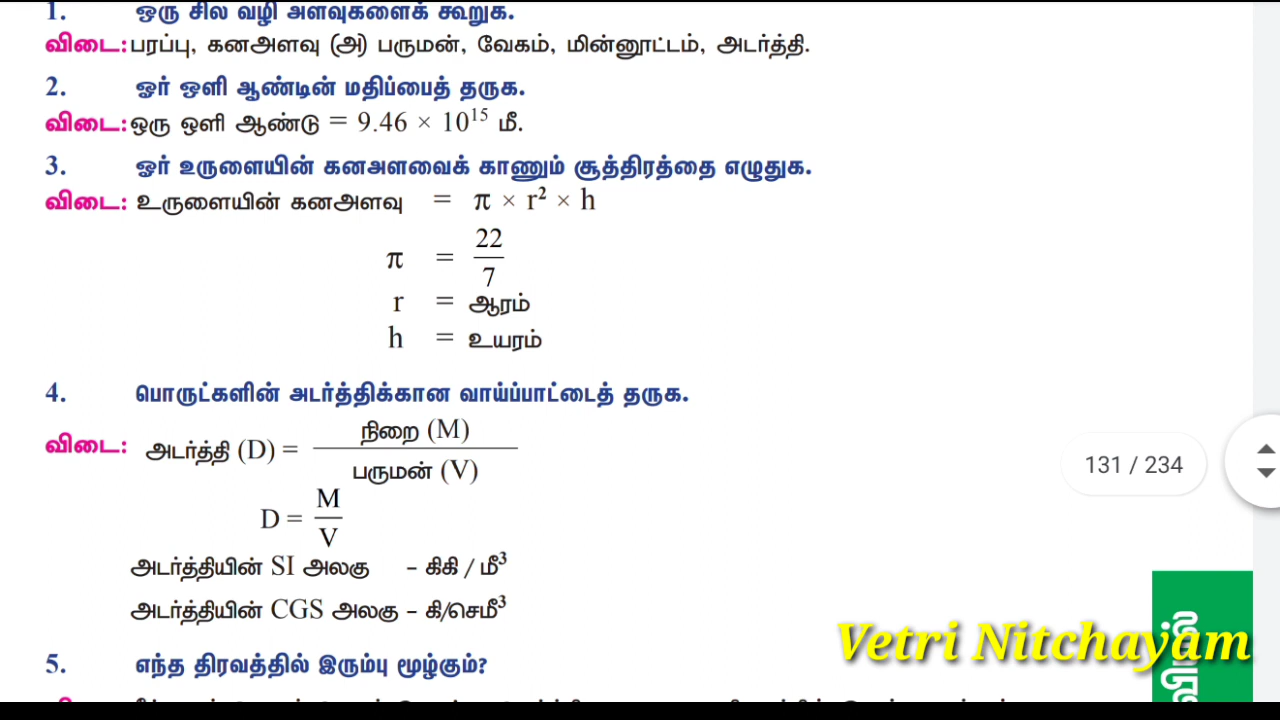 1. ஒரு சில வழி அளவுகளைக் கூறுக.
விடை: பரப்பு, கனஅளவு (அ) பருமன், வேகம், மின்னூட்டம், அடர்த்தி.
2. ஓர் ஒளி ஆண்டின் மதிப்பைத் தருக.
விடை: ஒரு ஒளி ஆண்டு = 9.46 × 10¹⁵ மீ.
3. ஓர் உருளையின் கனஅளவைக் காணும் சூத்திரத்தை எழுதுக.
விடை: உருளையின் கனஅளவு = π × r² × h
π = 22/7
r = ஆரம்
h = உயரம்
4. பொருட்களின் அடர்த்திக்கான வாய்ப்பாட்டைத் தருக.
விடை: அடர்த்தி (D) = நிறை (M) / பருமன் (V)
D = M/V
அடர்த்தியின் SI அலகு – கிகி / மீ³
அடர்த்தியின் CGS அலகு – கி/செமீ³
5. எந்த திரவத்தில் இரும்பு மூழ்கும்?
131 / 234
Vetri Nitchayam